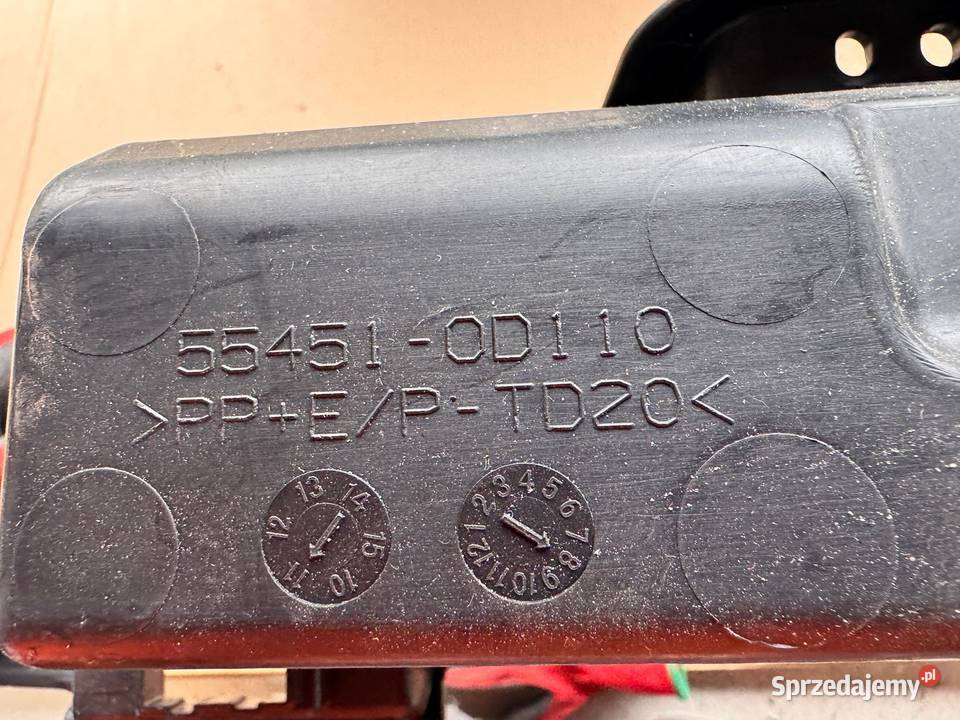 55451-0D110
>PP+E/P-TD20<
10 11 12 13 14 15
1 2 3 4 5 6 7 8 9 10 11 12
Sprzedajemy.pl